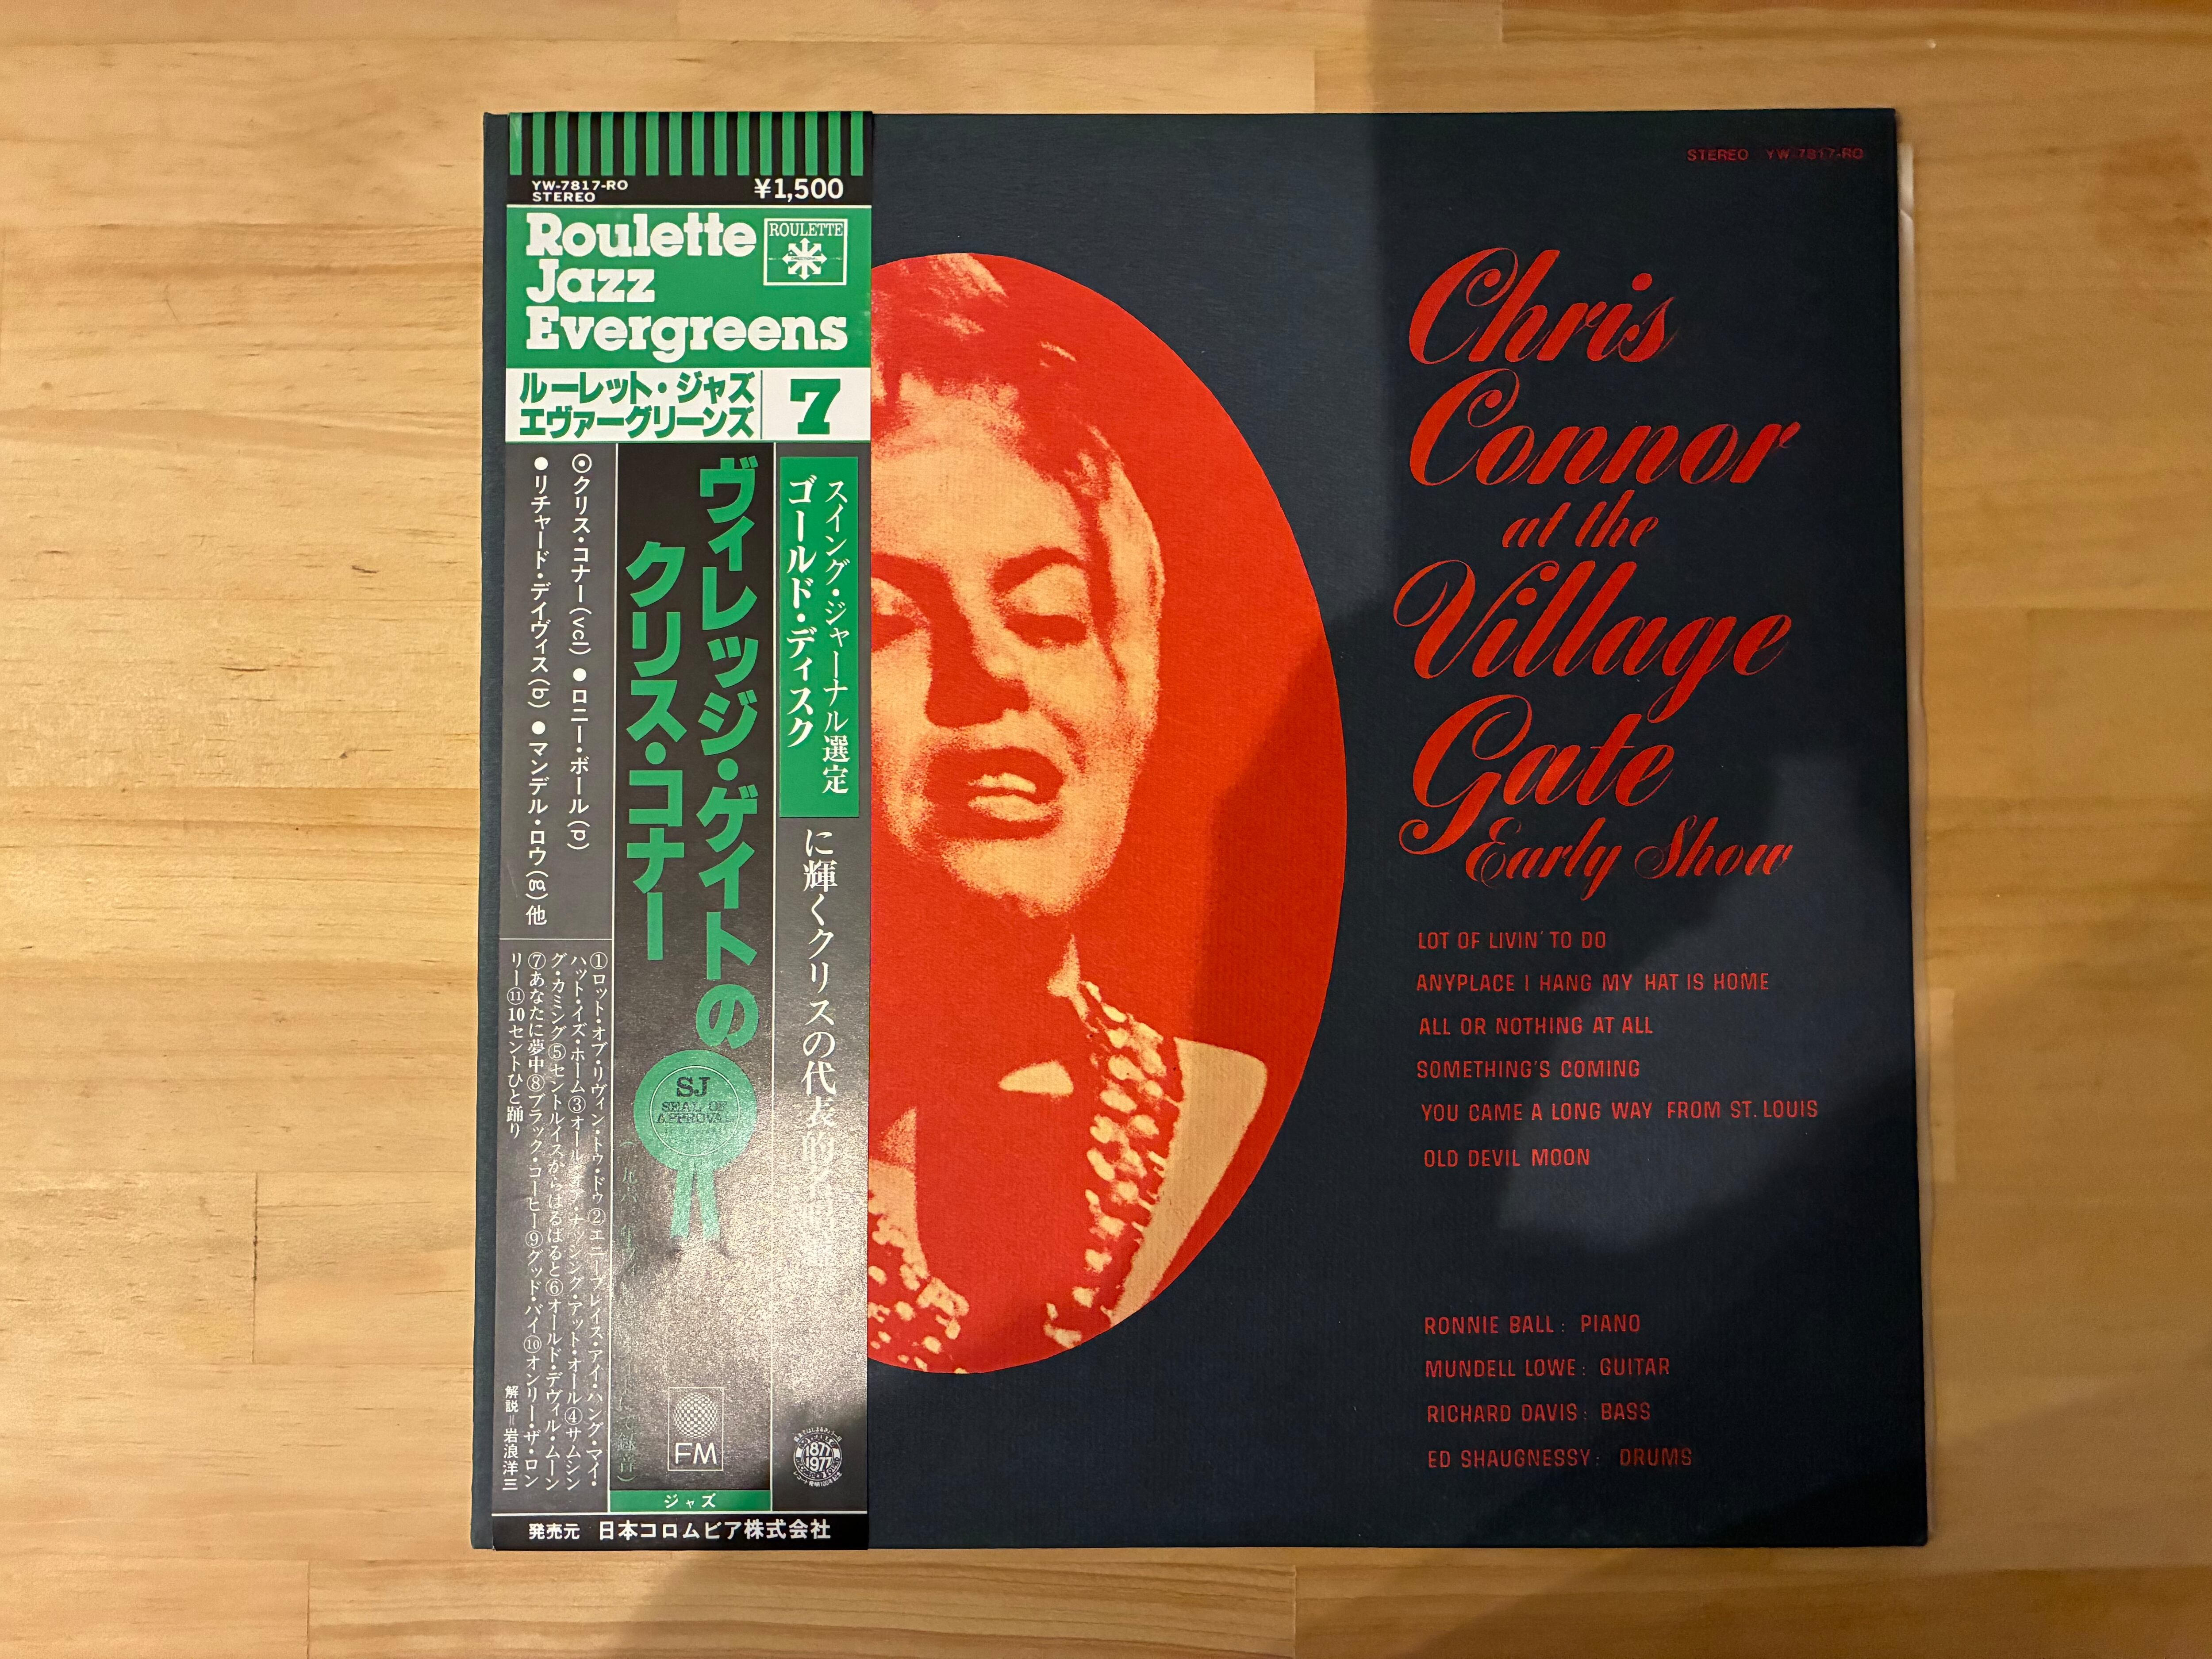 YW-7817-RO
STEREO
¥1,500
Roulette
Jazz
Evergreens
ROULETTE
ルーレット・ジャズ
エヴァーグリーンズ
7
スイング・ジャーナル選定
ゴールド・ディスク
に輝くクリスの代表的
ヴィレッジ・ゲイトの
クリス・コナー
SJ
SEAL OF
APPROVAL
FM
ジャズ
1877
1977
◉クリス・コナー(vcl) ●ロニー・ボール(p)
●リチャード・デイヴィス(b) ●マンデル・ロウ(g)他
①ロット・オブ・リヴィン・トゥ・ドゥ②エニープレイス・アイ・ハング・マイ・
ハット・イズ・ホーム③オール・オア・ナッシング・アット・オール④サムシン
グ・カミング⑤セントルイスからはるばると⑥オールド・デヴィル・ムーン
⑦あなたに夢中⑧ブラック・コーヒー⑨グッド・バイ⑩オンリー・ザ・ロン
リー⑪10セントひと踊り
解説=岩浪洋三
発売元 日本コロムビア株式会社
STEREO YW-7817-RO
Chris
Connor
at the
Village
Gate
Early Show
LOT OF LIVIN' TO DO
ANYPLACE I HANG MY HAT IS HOME
ALL OR NOTHING AT ALL
SOMETHING'S COMING
YOU CAME A LONG WAY FROM ST. LOUIS
OLD DEVIL MOON
RONNIE BALL: PIANO
MUNDELL LOWE: GUITAR
RICHARD DAVIS: BASS
ED SHAUGNESSY: DRUMS